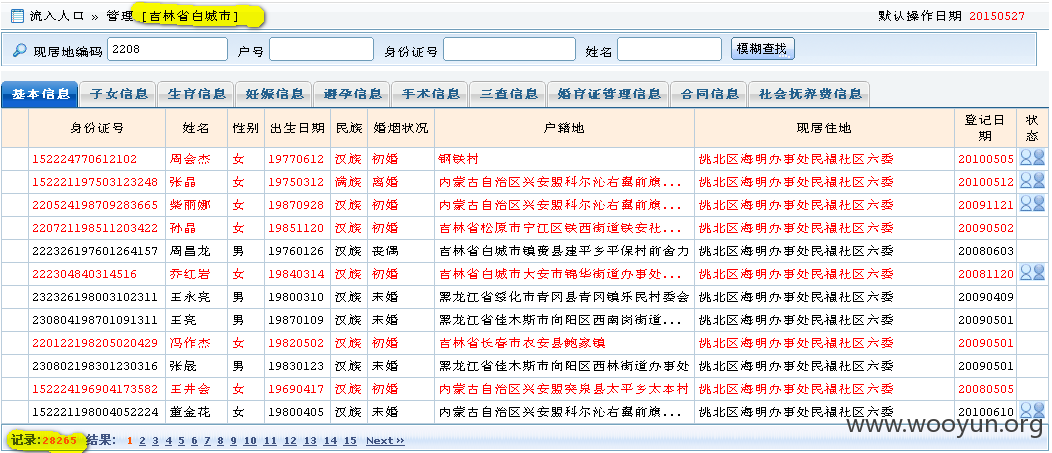 流入人口 » 管理 [吉林省白城市] 默认操作日期 20150527
现居地编码 2208 户号 身份证号 姓名 模糊查找
基本信息 子女信息 生育信息 妊娠信息 避孕信息 手术信息 三查信息 婚育证管理信息 合同信息 社会抚养费信息
身份证号 姓名 性别 出生日期 民族 婚姻状况 户籍地 现居住地 登记日期 状态
152224770612102 周会杰 女 19770612 汉族 初婚 钢铁村 洮北区海明办事处民福社区六委 20100505
152221197503123248 张晶 女 19750312 满族 离婚 内蒙古自治区兴安盟科尔沁右翼前旗... 洮北区海明办事处民福社区六委 20100512
220524198709283665 柴丽娜 女 19870928 汉族 初婚 内蒙古自治区兴安盟科尔沁右翼前旗... 洮北区海明办事处民福社区六委 20091121
220721198511203422 孙晶 女 19851120 汉族 初婚 吉林省松原市宁江区铁西街道铁安社... 洮北区海明办事处民福社区六委 20090502
222326197601264157 周昌龙 男 19760126 汉族 丧偶 吉林省白城市镇赉县建平乡平保村前舍力 洮北区海明办事处民福社区六委 20080603
222304840314516 乔红岩 女 19840314 汉族 初婚 吉林省白城市大安市锦华街道办事处... 洮北区海明办事处民福社区六委 20081120
232326198003102311 王永亮 男 19800310 汉族 未婚 黑龙江省绥化市青冈县青冈镇乐民村委会 洮北区海明办事处民福社区六委 20090409
230804198701091311 王亮 男 19870109 汉族 未婚 黑龙江省佳木斯市向阳区西南岗街道... 洮北区海明办事处民福社区六委 20090501
220122198205020429 冯作杰 女 19820502 汉族 初婚 吉林省长春市农安县鲍家镇 洮北区海明办事处民福社区六委 20090501
230802198301230316 张晟 男 19830123 汉族 未婚 黑龙江省佳木斯市向阳区西林街道办事处 洮北区海明办事处民福社区六委 20090501
152224196904173582 王井会 女 19690417 汉族 初婚 内蒙古自治区兴安盟突泉县太平乡太本村 洮北区海明办事处民福社区六委 20080505
152221198004052224 董金花 女 19800405 汉族 未婚 内蒙古自治区兴安盟科尔沁右翼前旗... 洮北区海明办事处民福社区六委 20100610
记录:28265 结果: 1 2 3 4 5 6 7 8 9 10 11 12 13 14 15 Next»
www.wooyun.org